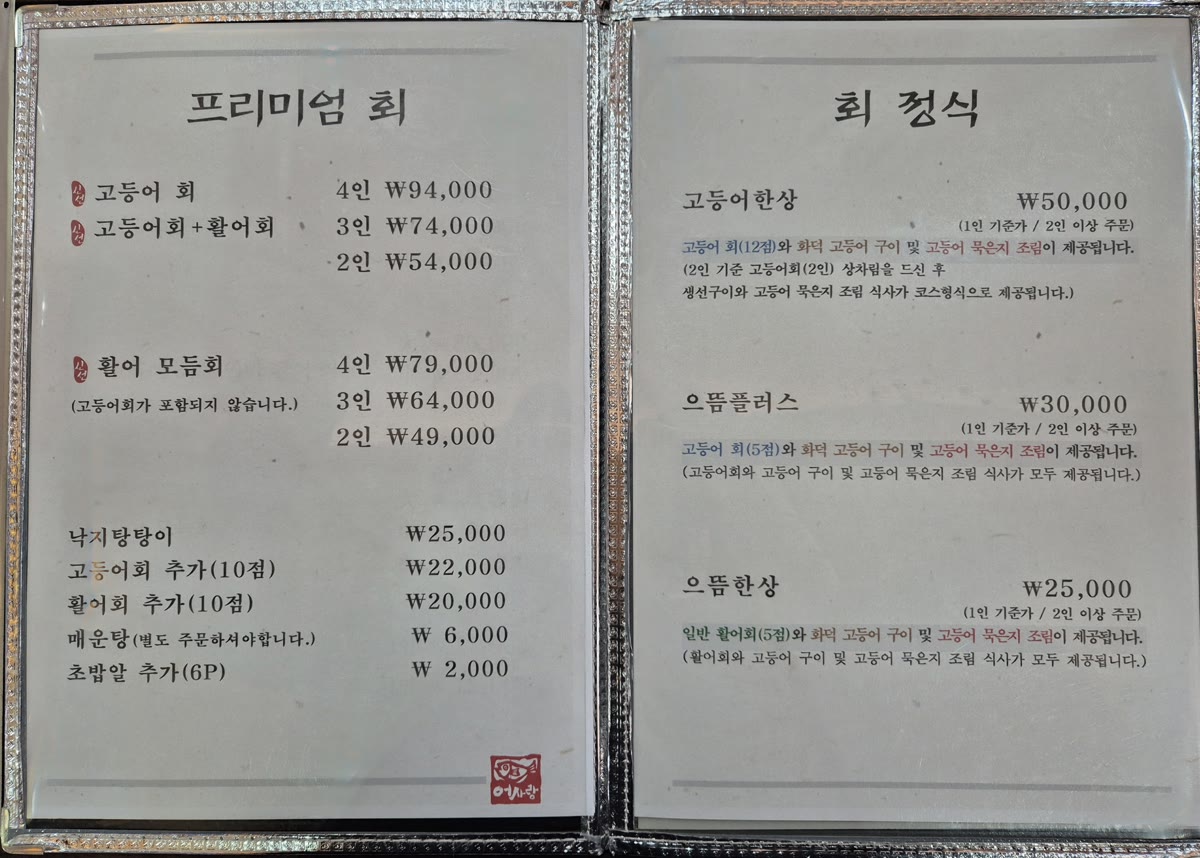 프리미엄 회
신선 고등어 회 4인 ₩94,000
신선 고등어회+활어회 3인 ₩74,000
2인 ₩54,000
신선 활어 모듬회 4인 ₩79,000
(고등어회가 포함되지 않습니다.) 3인 ₩64,000
2인 ₩49,000
낙지탕탕이 ₩25,000
고등어회 추가(10점) ₩22,000
활어회 추가(10점) ₩20,000
매운탕(별도 주문하셔야합니다.) ₩ 6,000
초밥알 추가(6P) ₩ 2,000
어사랑
회 정식
고등어한상 ₩50,000
(1인 기준가 / 2인 이상 주문)
고등어 회(12점)와 화덕 고등어 구이 및 고등어 묵은지 조림이 제공됩니다.
(2인 기준 고등어회(2인) 상차림을 드신 후
생선구이와 고등어 묵은지 조림 식사가 코스형식으로 제공됩니다.)
으뜸플러스 ₩30,000
(1인 기준가 / 2인 이상 주문)
고등어 회(5점)와 화덕 고등어 구이 및 고등어 묵은지 조림이 제공됩니다.
(고등어회와 고등어 구이 및 고등어 묵은지 조림 식사가 모두 제공됩니다.)
으뜸한상 ₩25,000
(1인 기준가 / 2인 이상 주문)
일반 활어회(5점)와 화덕 고등어 구이 및 고등어 묵은지 조림이 제공됩니다.
(활어회와 고등어 구이 및 고등어 묵은지 조림 식사가 모두 제공됩니다.)